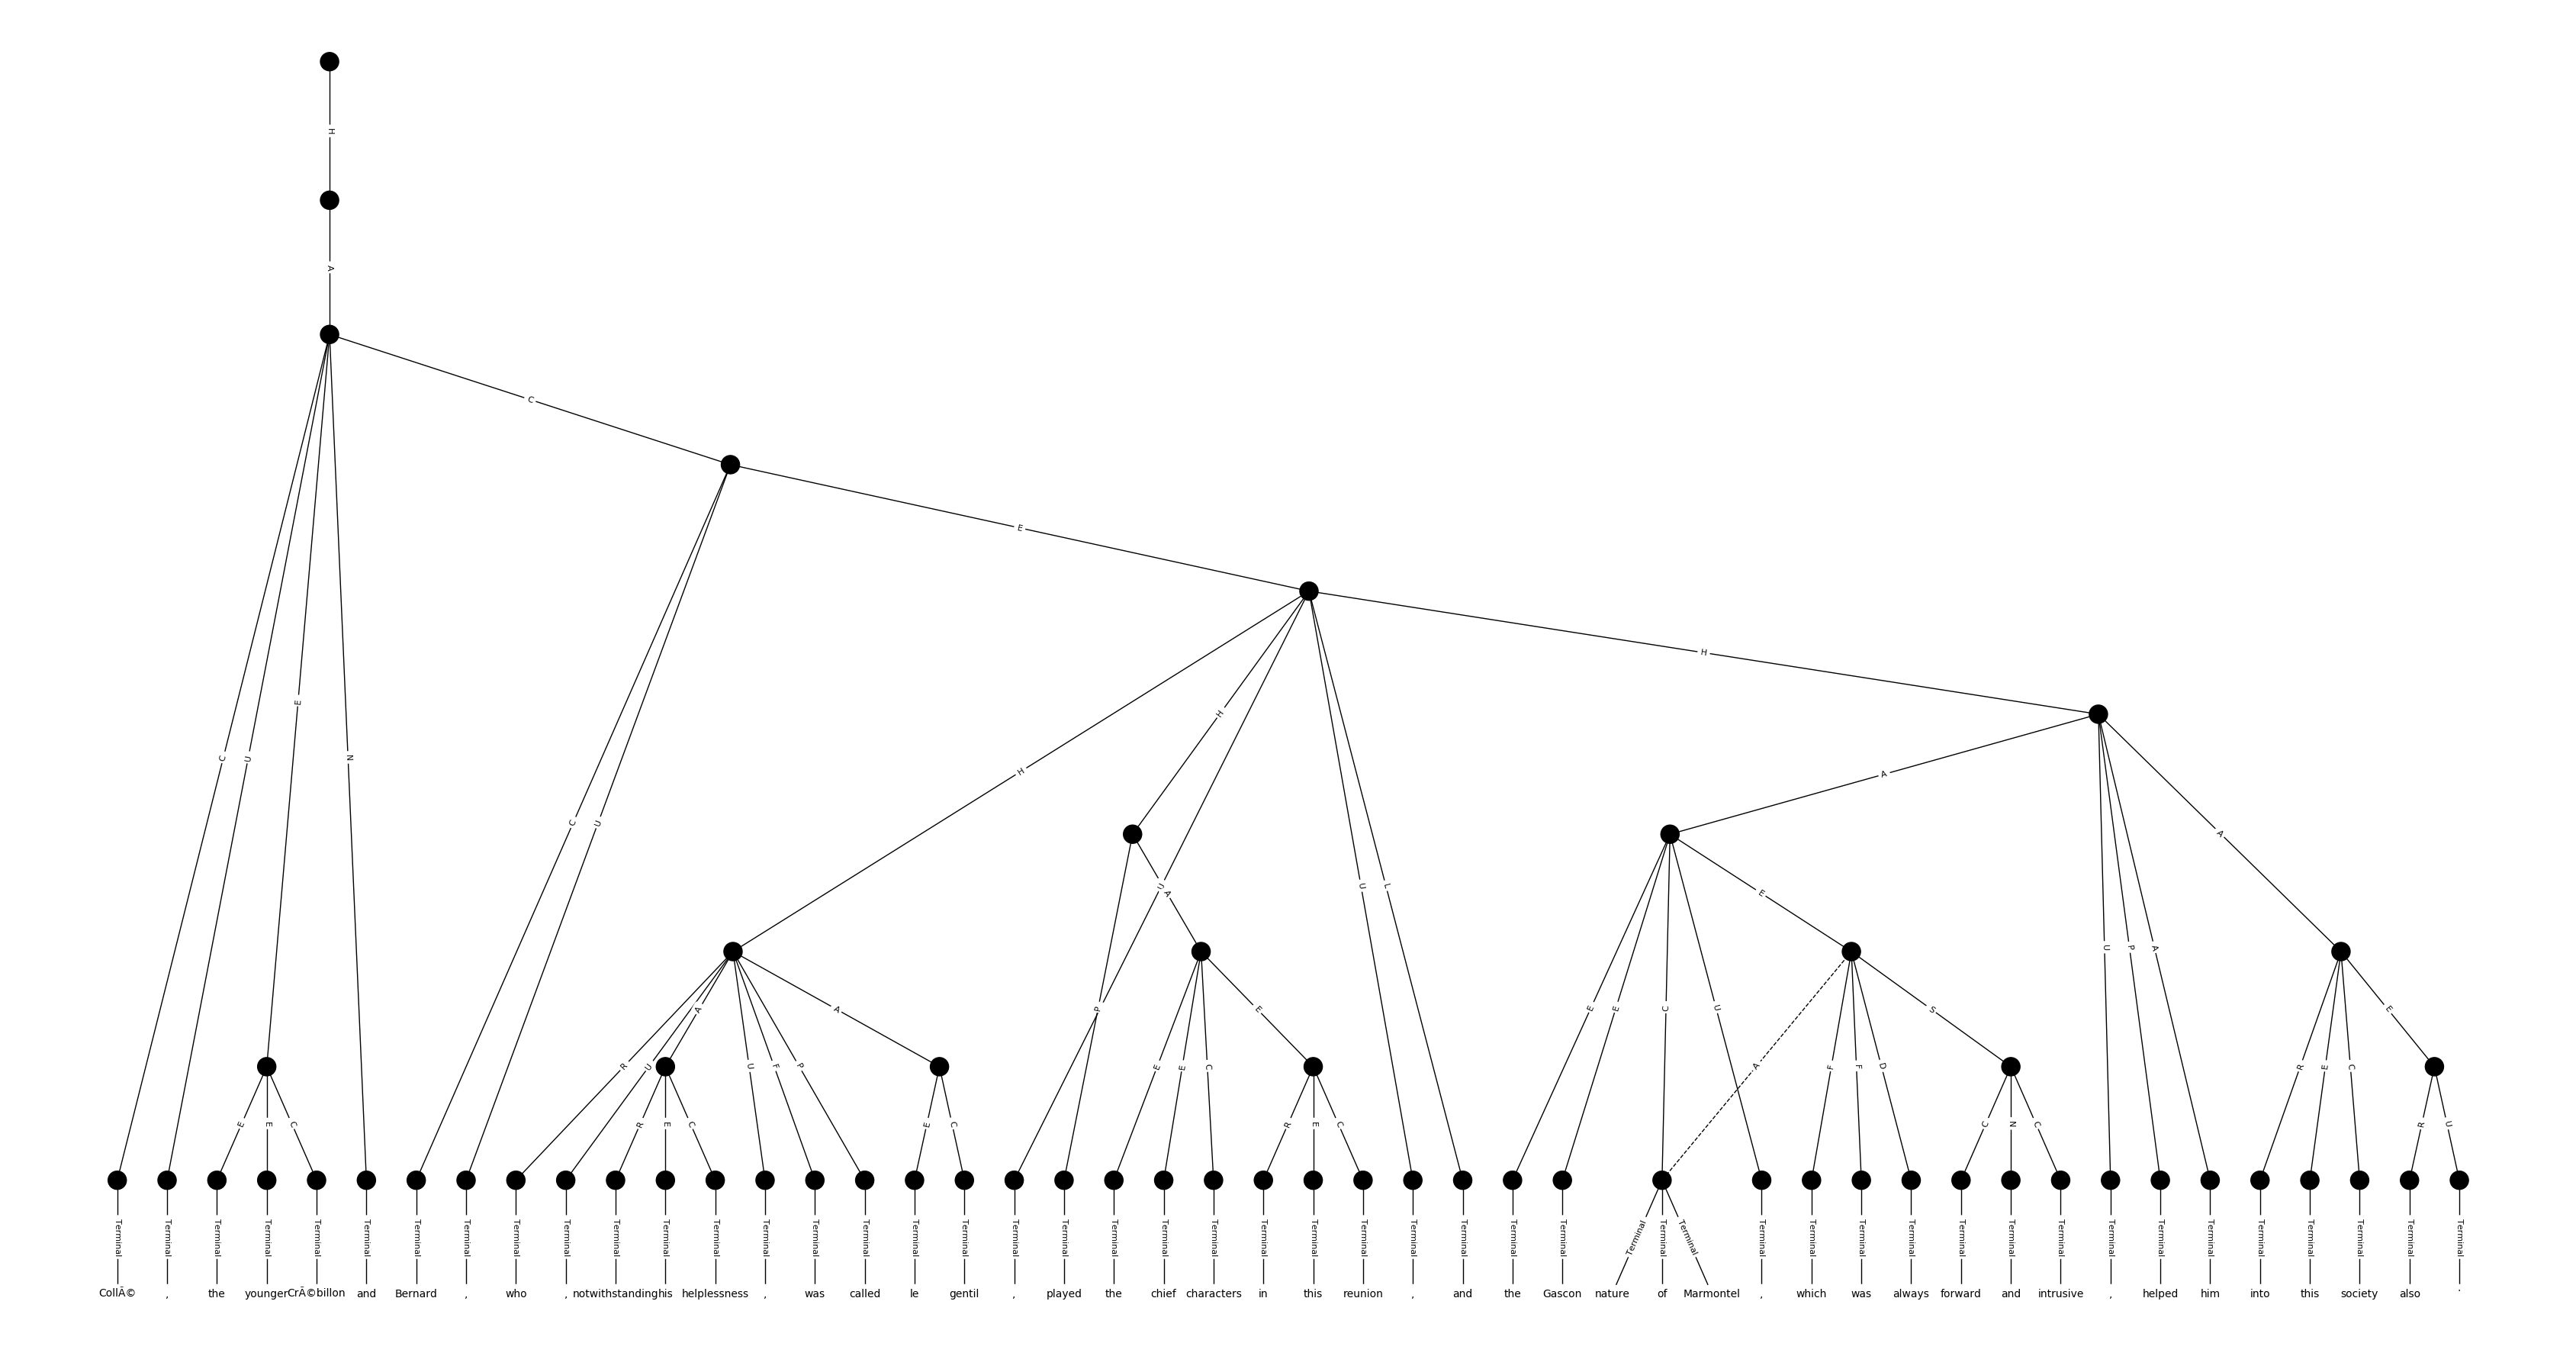 H
A
C
E
H
H
H
A
A
C
U
E
N
C
U
U
A
U
L
E
U
P
A
P
A
A
E
E
C
U
E
S
R
U
A
U
F
P
E
E
C
A
F
F
D
R
E
C
E
E
E
C
R
E
C
E
C
R
E
C
C
N
C
R
U
Terminal Terminal Terminal Terminal Terminal Terminal Terminal Terminal Terminal Terminal Terminal Terminal Terminal Terminal Terminal Terminal Terminal Terminal Terminal Terminal Terminal Terminal Terminal Terminal Terminal Terminal Terminal Terminal Terminal Terminal Terminal Terminal Terminal Terminal Terminal Terminal Terminal Terminal Terminal Terminal Terminal Terminal Terminal Terminal Terminal Terminal Terminal Terminal
CollÃ© , the younger CrÃ©billon and Bernard , who , notwithstanding his helplessness , was called le gentil , played the chief characters in this reunion , and the Gascon nature of Marmontel , which was always forward and intrusive , helped him into this society also .